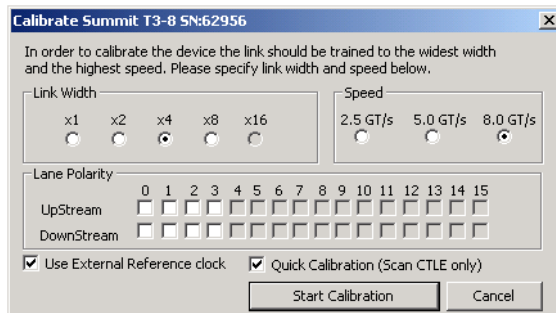 Calibrate Summit T3-8 SN:62956
In order to calibrate the device the link should be trained to the widest width
and the highest speed. Please specify link width and speed below.
Link Width
x1 x2 x4 x8 x16
Speed
2.5 GT/s 5.0 GT/s 8.0 GT/s
Lane Polarity
0 1 2 3 4 5 6 7 8 9 10 11 12 13 14 15
UpStream
DownStream
Use External Reference clock
Quick Calibration (Scan CTLE only)
Start Calibration
Cancel